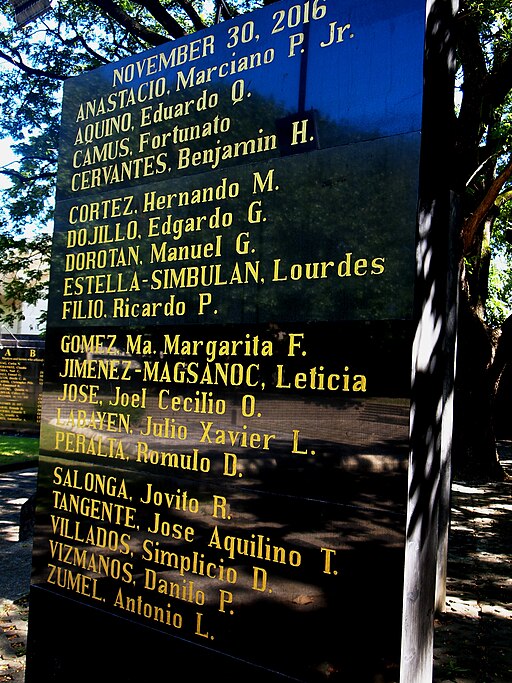 NOVEMBER 30, 2016
ANASTACIO, Marciano P. Jr.
AQUINO, Eduardo Q.
CAMUS, Fortunato
CERVANTES, Benjamin H.
CORTEZ, Hernando M.
DOJILLO, Edgardo G.
DOROTAN, Manuel G.
ESTELLA-SIMBULAN, Lourdes
FILIO, Ricardo P.
GOMEZ, Ma. Margarita F.
JIMENEZ-MAGSANOC, Leticia
JOSE, Joel Cecilio O.
LABAYEN, Julio Xavier L.
PERALTA, Romulo D.
SALONGA, Jovito R.
TANGENTE, Jose Aquilino T.
VILLADOS, Simplicio D.
VIZMANOS, Danilo P.
ZUMEL, Antonio L.
A B